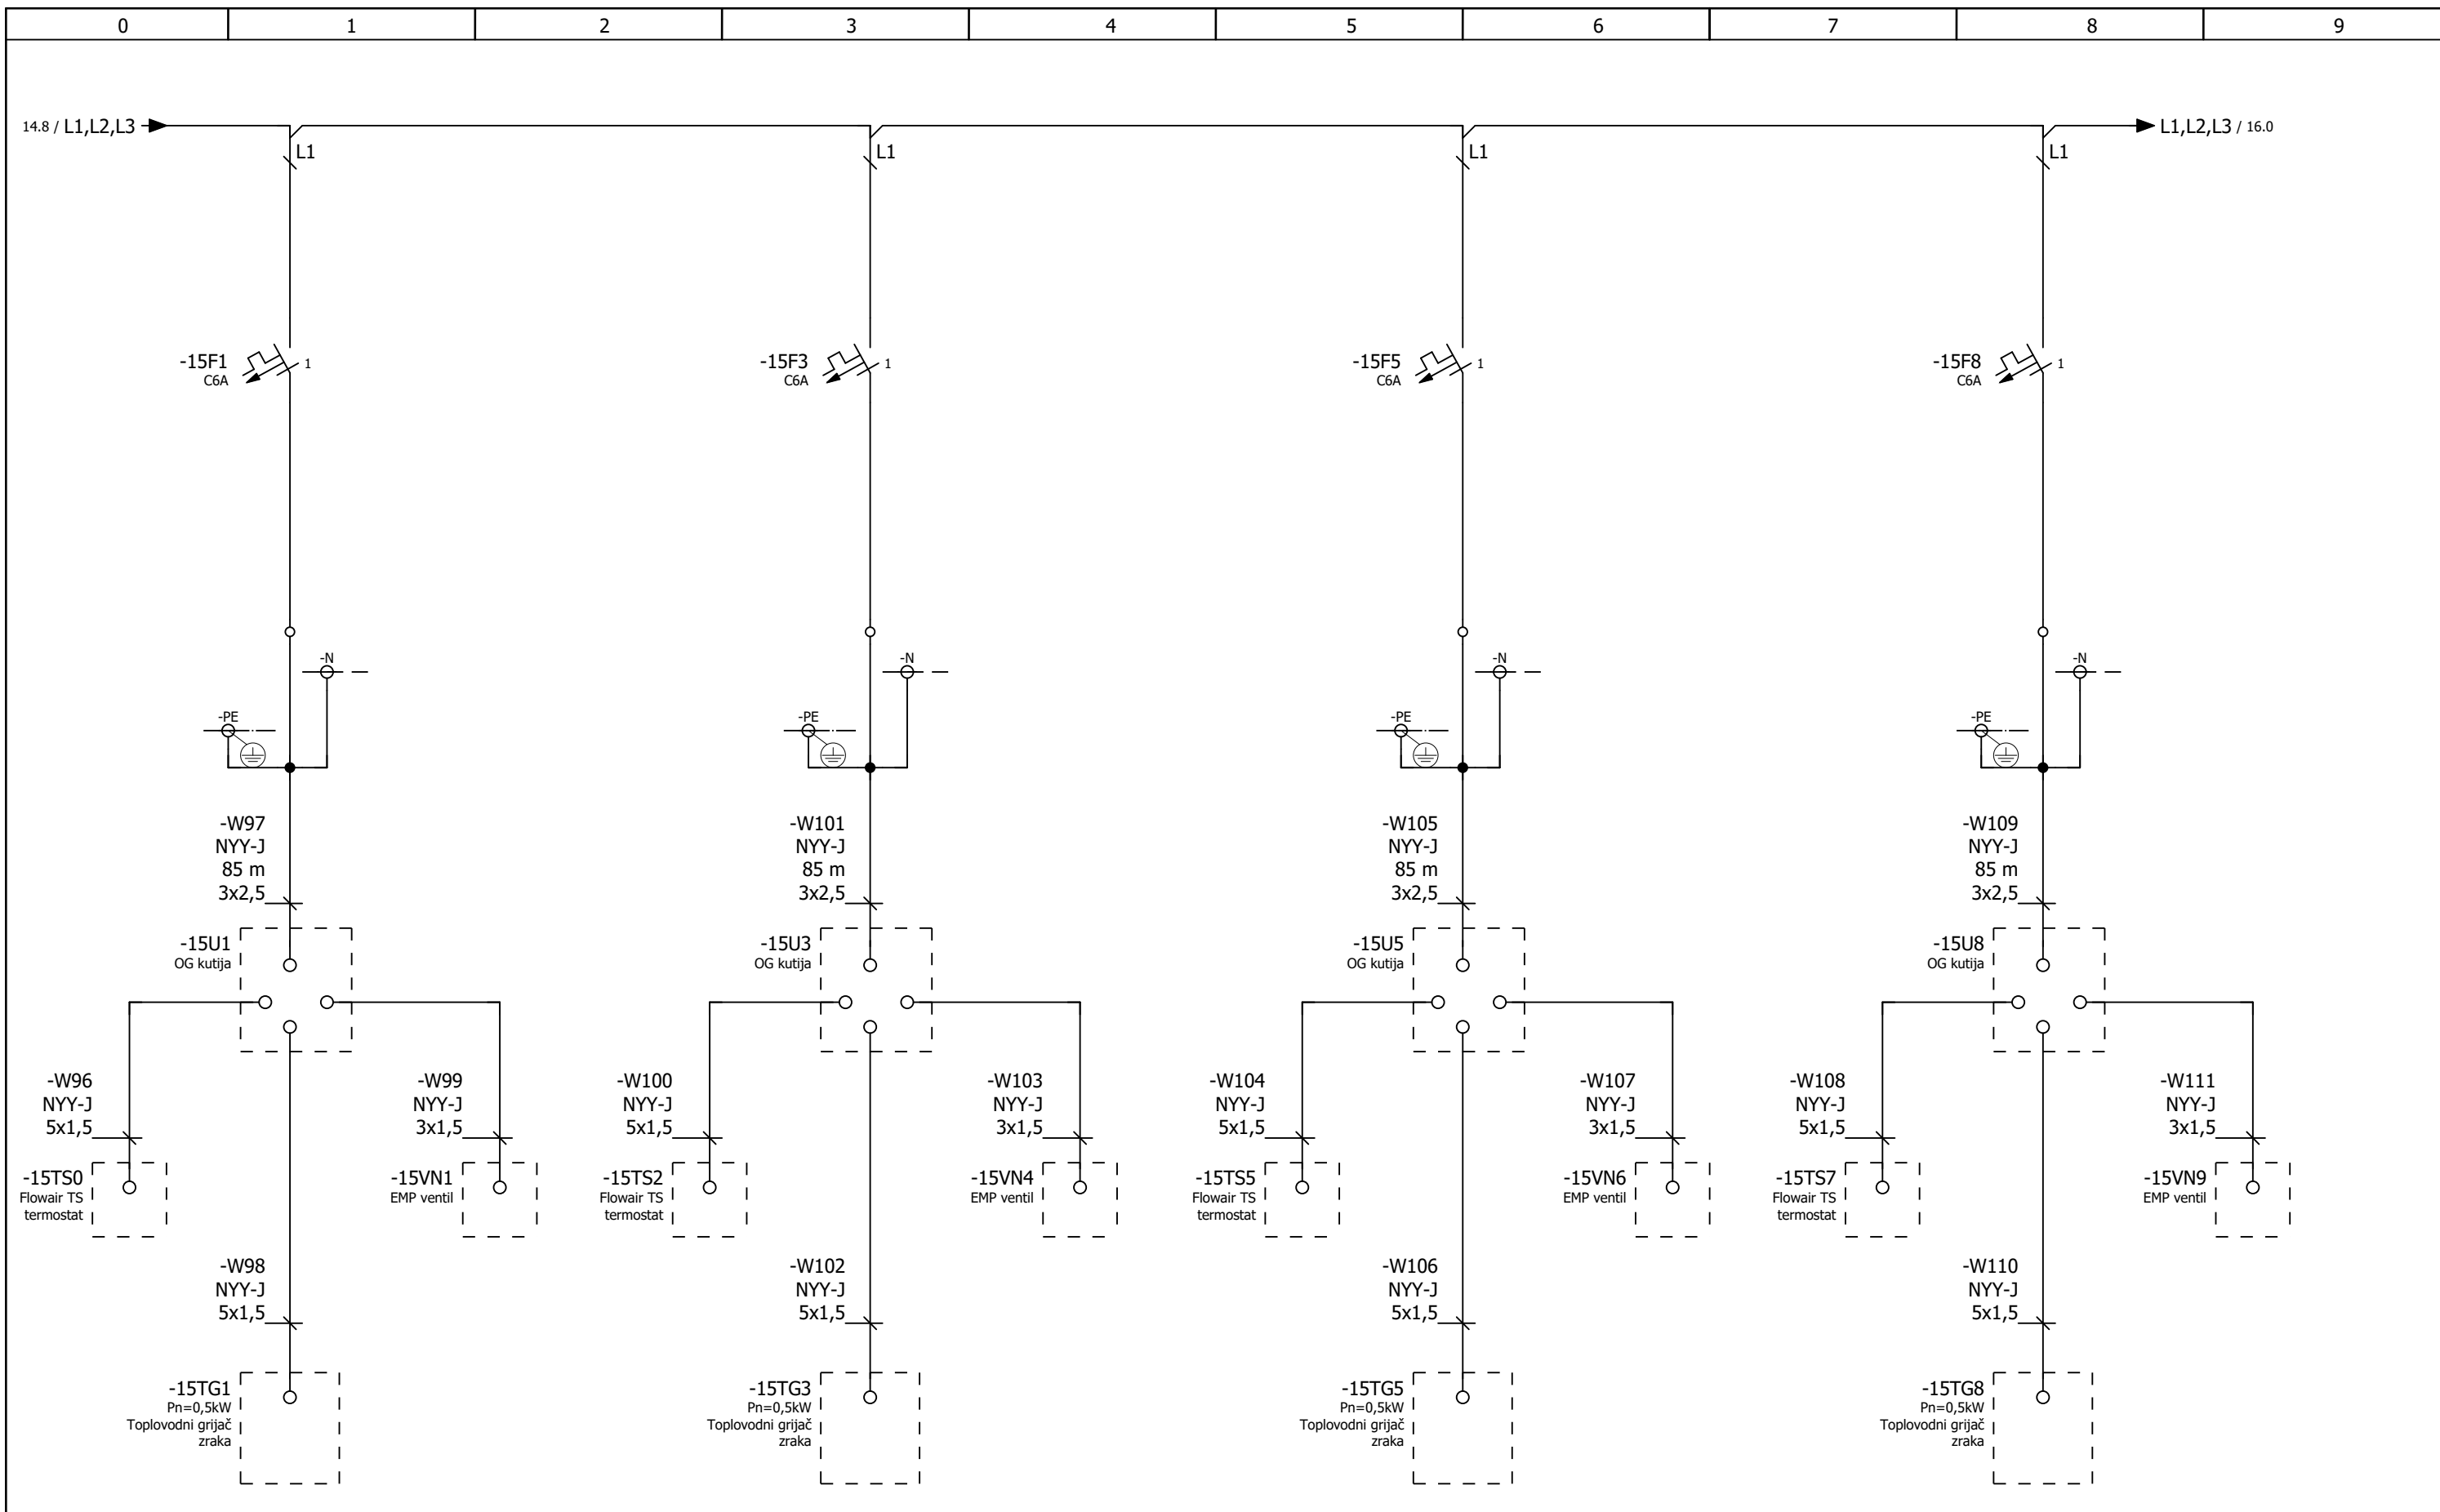 0 1 2 3 4 5 6 7 8 9
14.8 / L1,L2,L3 L1,L2,L3 / 16.0
L1 L1 L1 L1
-15F1 1 -15F3 1 -15F5 1 -15F8 1
C6A C6A C6A C6A
-N -N -N -N
-PE -PE -PE -PE
-W97 -W101 -W105 -W109
NYY-J NYY-J NYY-J NYY-J
85 m 85 m 85 m 85 m
3x2,5 3x2,5 3x2,5 3x2,5
-15U1 -15U3 -15U5 -15U8
OG kutija OG kutija OG kutija OG kutija
-W96 -W99 -W100 -W103 -W104 -W107 -W108 -W111
NYY-J NYY-J NYY-J NYY-J NYY-J NYY-J NYY-J NYY-J
5x1,5 3x1,5 5x1,5 3x1,5 5x1,5 3x1,5 5x1,5 3x1,5
-15TS0 -15VN1 -15TS2 -15VN4 -15TS5 -15VN6 -15TS7 -15VN9
Flowair TS EMP ventil Flowair TS EMP ventil Flowair TS EMP ventil Flowair TS EMP ventil
termostat termostat termostat termostat
-W98 -W102 -W106 -W110
NYY-J NYY-J NYY-J NYY-J
5x1,5 5x1,5 5x1,5 5x1,5
-15TG1 -15TG3 -15TG5 -15TG8
Pn=0,5kW Pn=0,5kW Pn=0,5kW Pn=0,5kW
Toplovodni grijač Toplovodni grijač Toplovodni grijač Toplovodni grijač
zraka zraka zraka zraka